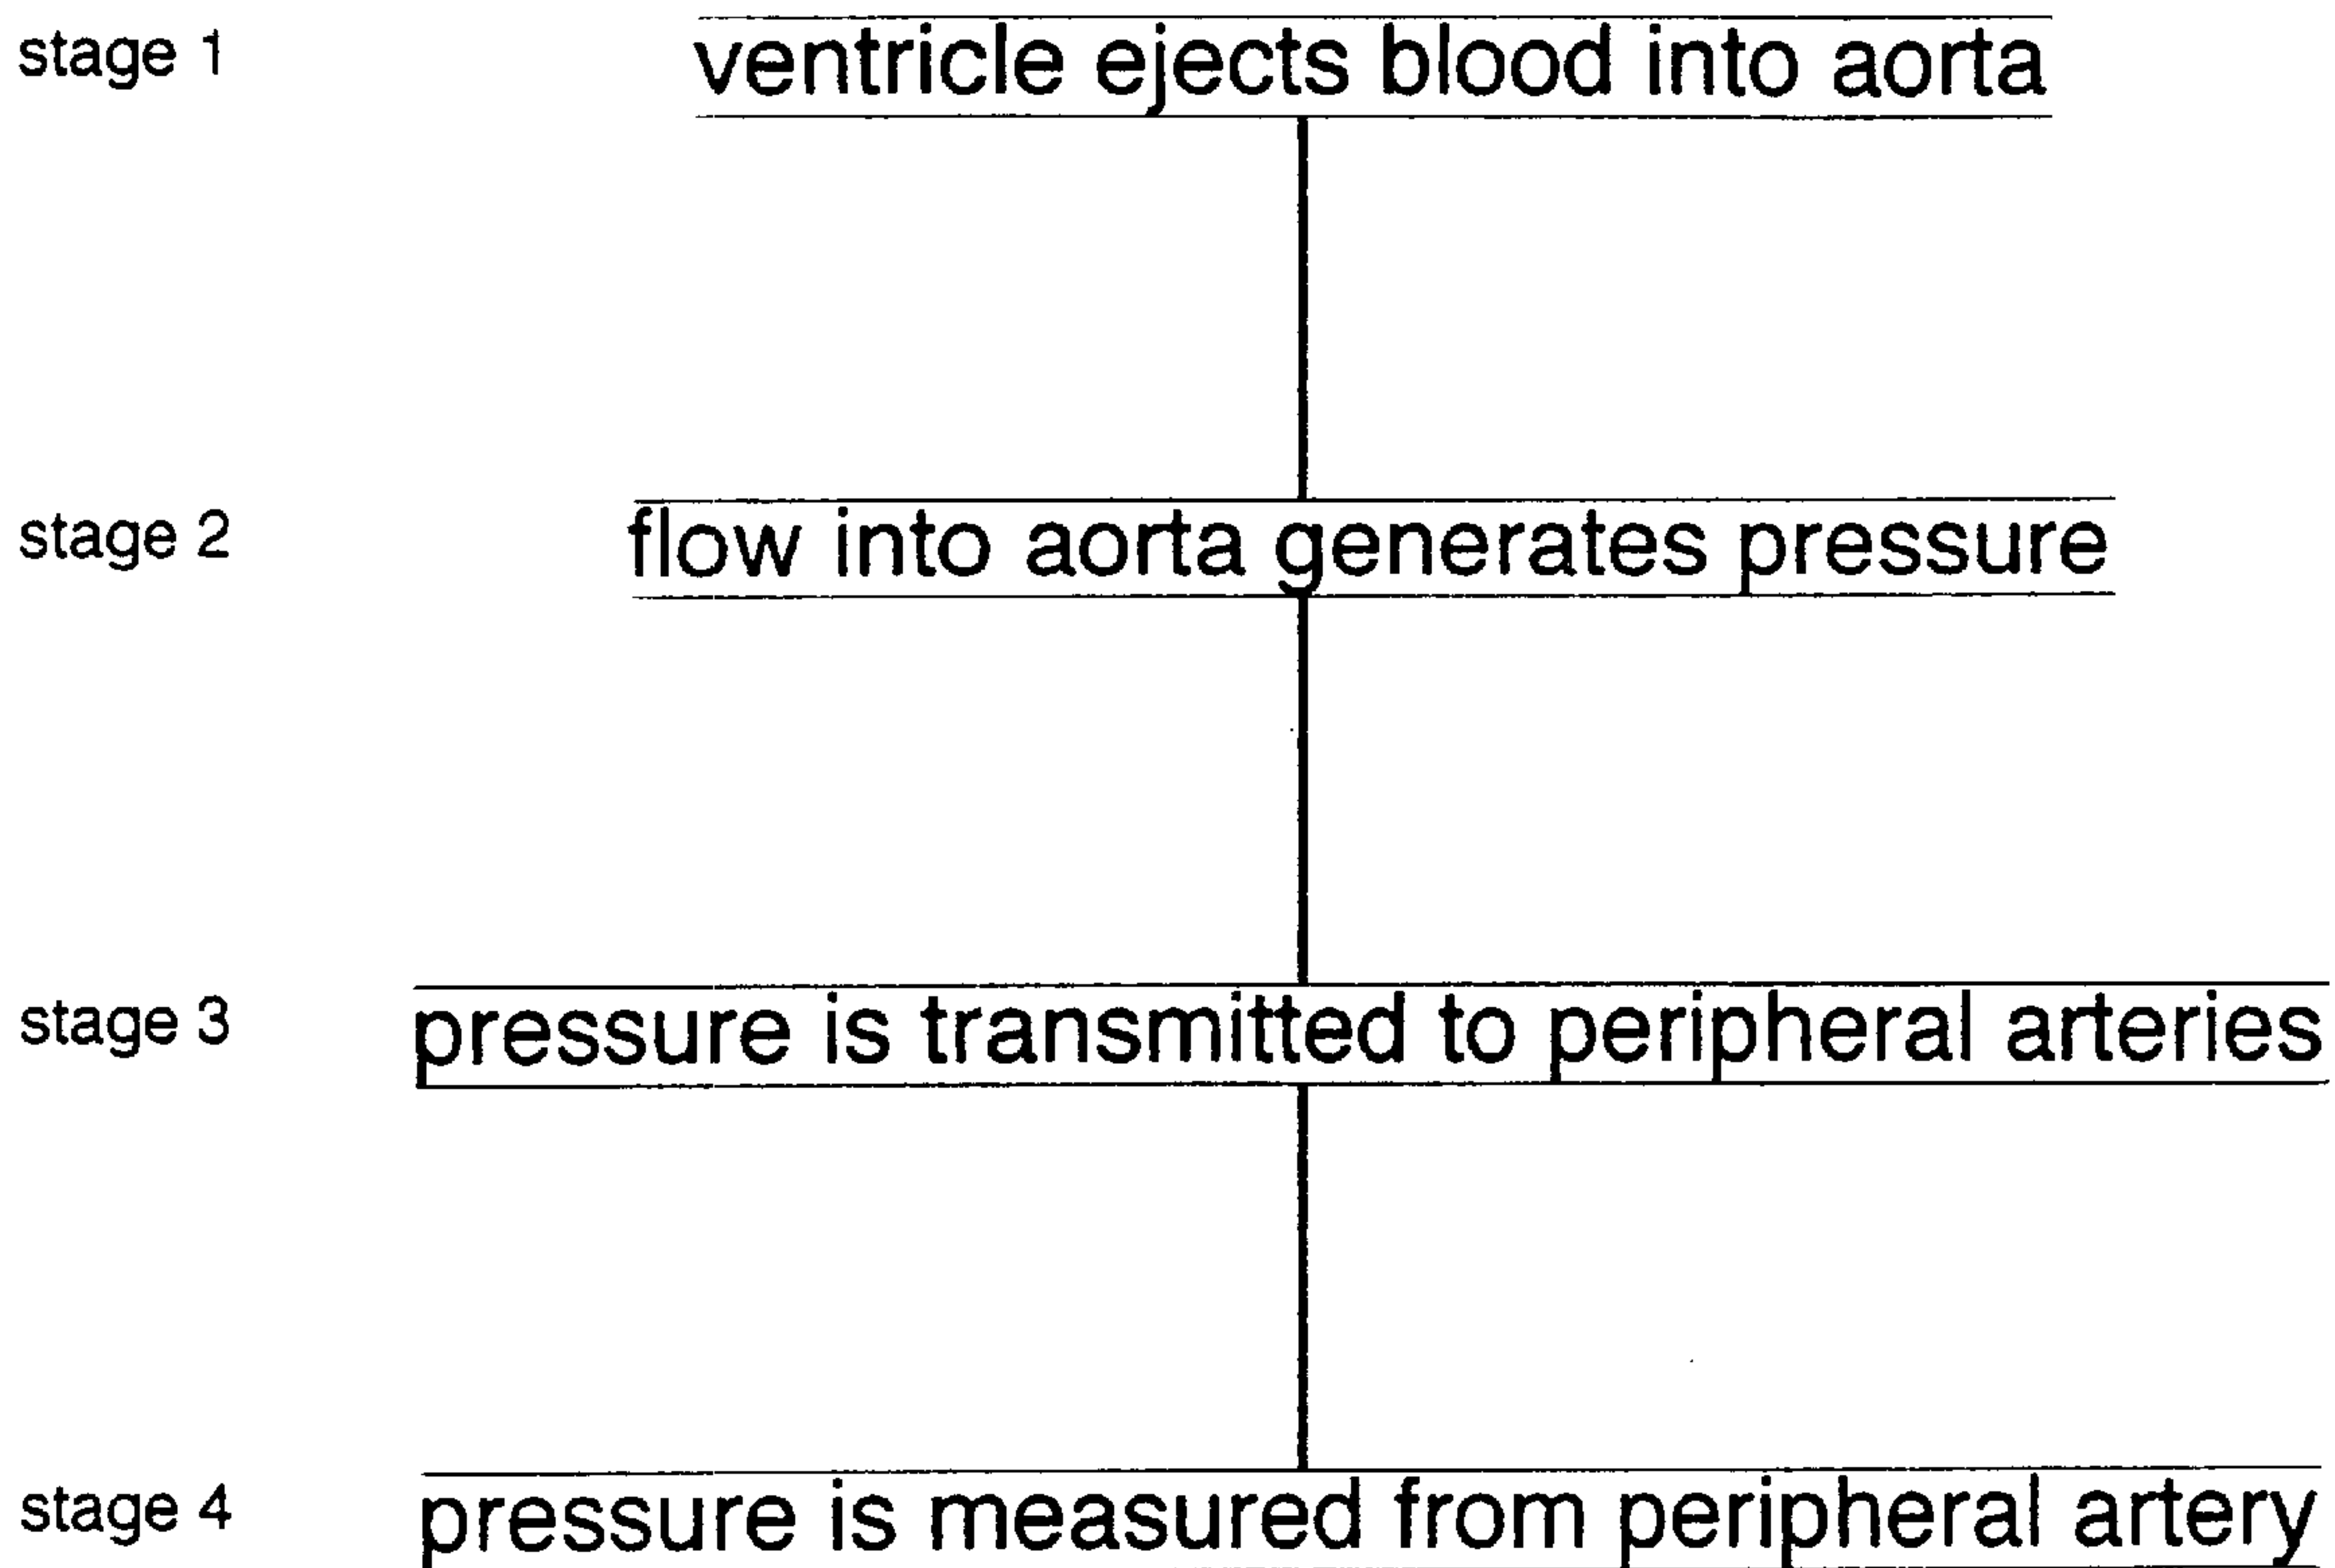 stage 1 ventricle ejects blood into aorta
stage 2 flow into aorta generates pressure
stage 3 pressure is transmitted to peripheral arteries
stage 4 pressure is measured from peripheral artery